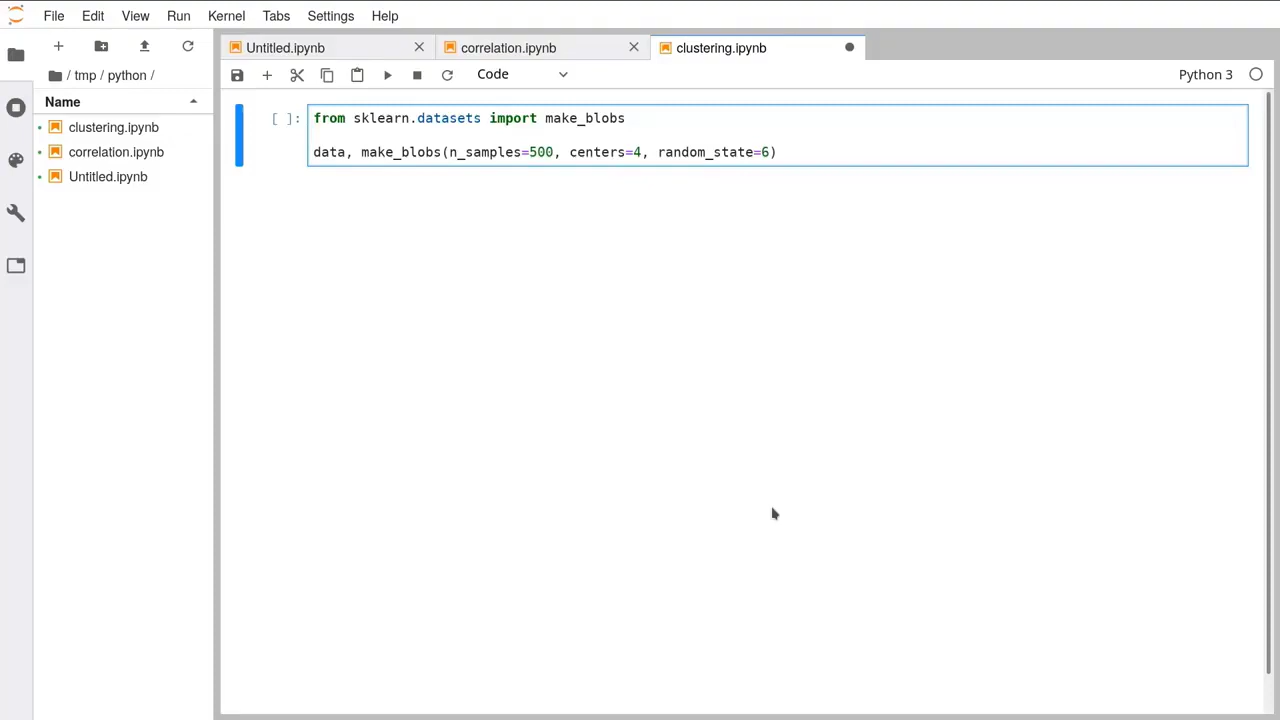 File Edit View Run Kernel Tabs Settings Help
Untitled.ipynb correlation.ipynb clustering.ipynb
/ tmp / python /
Code
Python 3
Name
clustering.ipynb
correlation.ipynb
Untitled.ipynb
[ ]: from sklearn.datasets import make_blobs
data, make_blobs(n_samples=500, centers=4, random_state=6)